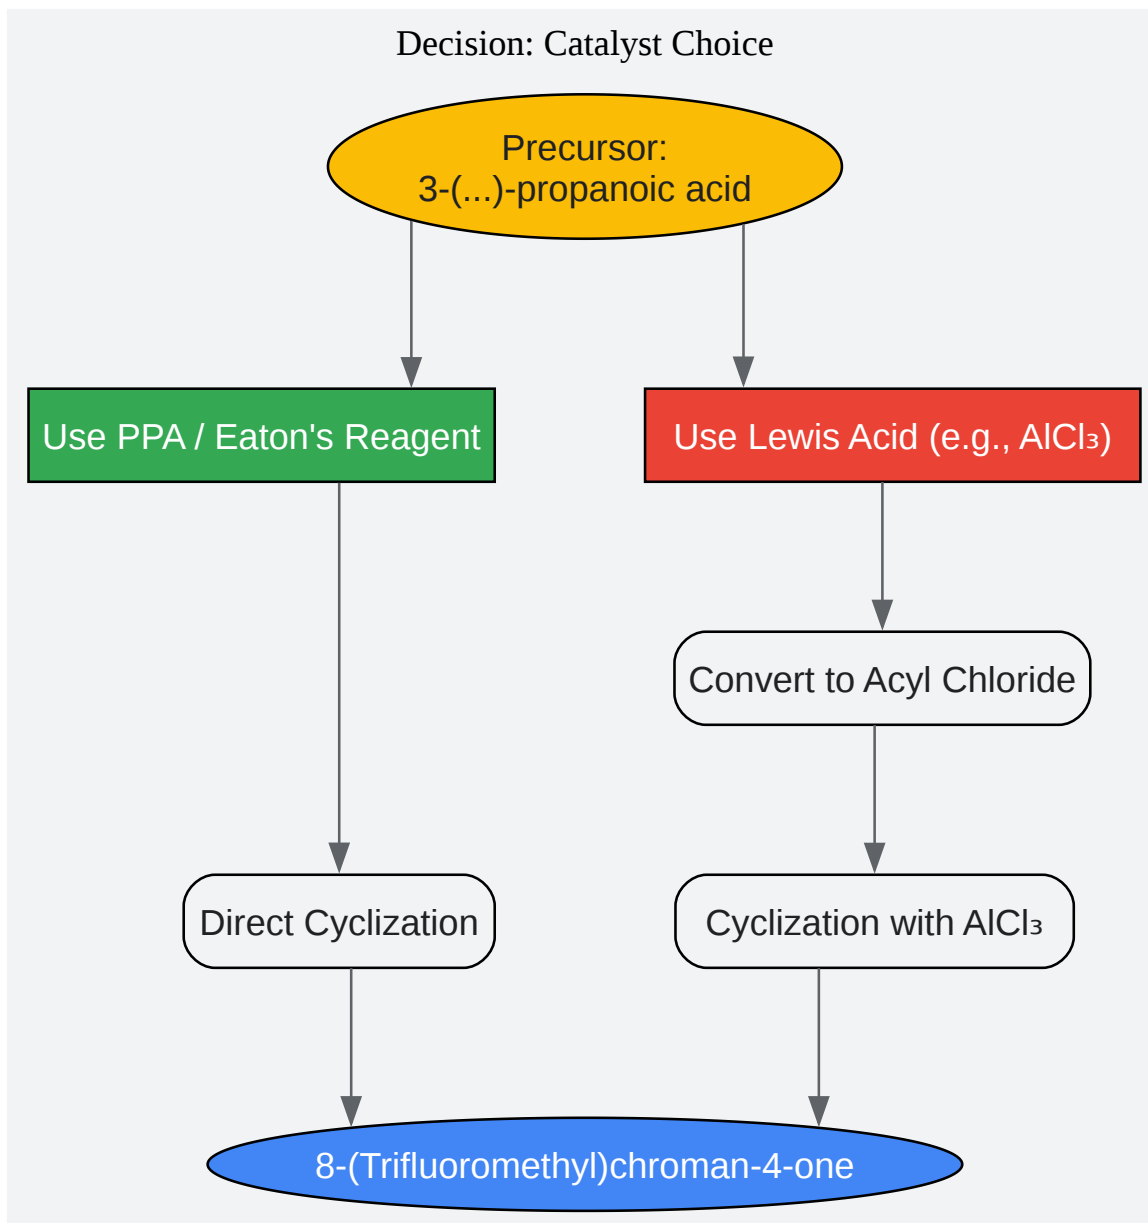 Decision: Catalyst Choice
Precursor:
3-(...)-propanoic acid
Use PPA / Eaton's Reagent
Use Lewis Acid (e.g., AlCl₃)
Convert to Acyl Chloride
Direct Cyclization
Cyclization with AlCl₃
8-(Trifluoromethyl)chroman-4-one